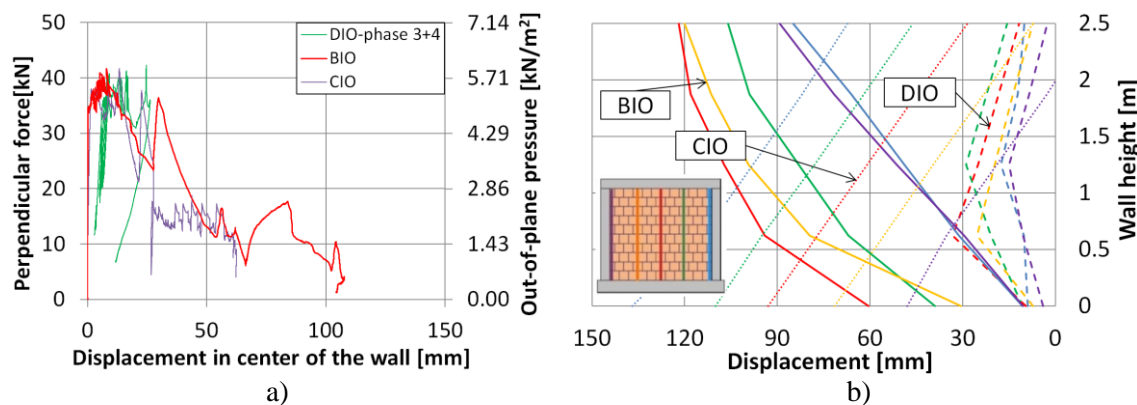 50
40
30
20
10
0
Perpendicular force[kN]
0 50 100 150
Displacement in center of the wall [mm]
7.14
5.71
4.29
2.86
1.43
0.00
Out-of-plane pressure [kN/m²]
DIO-phase 3+4
BIO
CIO
a)
BIO
CIO
DIO
2.5
2
1.5
1
0.5
0
Wall height [m]
150 120 90 60 30 0
Displacement [mm]
b)